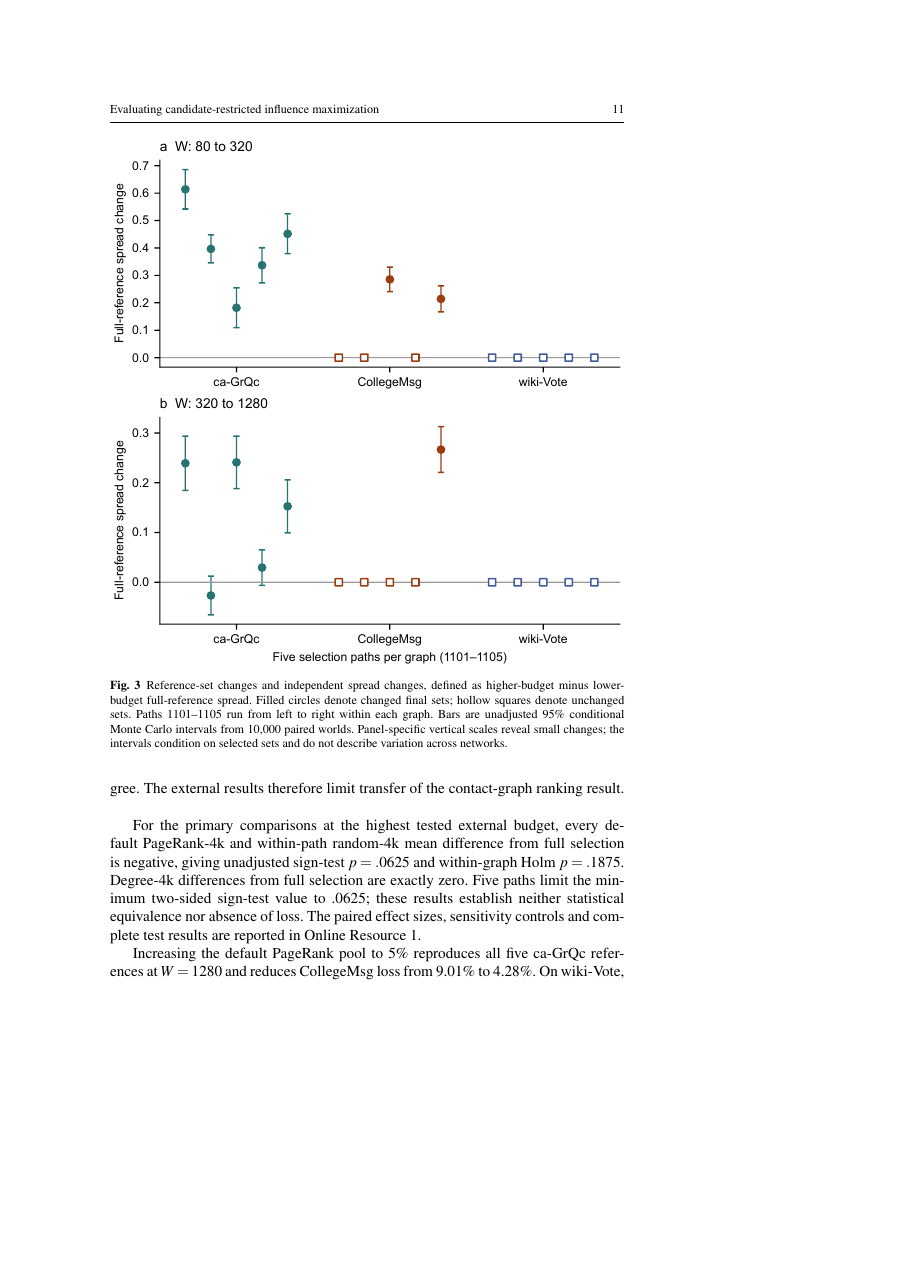 Evaluating candidate-restricted influence maximization 11
a W: 80 to 320
Full-reference spread change
0.7
0.6
0.5
0.4
0.3
0.2
0.1
0.0
ca-GrQc CollegeMsg wiki-Vote
b W: 320 to 1280
Full-reference spread change
0.3
0.2
0.1
0.0
ca-GrQc CollegeMsg wiki-Vote
Five selection paths per graph (1101–1105)
Fig. 3 Reference-set changes and independent spread changes, defined as higher-budget minus lower-
budget full-reference spread. Filled circles denote changed final sets; hollow squares denote unchanged
sets. Paths 1101–1105 run from left to right within each graph. Bars are unadjusted 95% conditional
Monte Carlo intervals from 10,000 paired worlds. Panel-specific vertical scales reveal small changes; the
intervals condition on selected sets and do not describe variation across networks.
gree. The external results therefore limit transfer of the contact-graph ranking result.
For the primary comparisons at the highest tested external budget, every de-
fault PageRank-4k and within-path random-4k mean difference from full selection
is negative, giving unadjusted sign-test p = .0625 and within-graph Holm p = .1875.
Degree-4k differences from full selection are exactly zero. Five paths limit the min-
imum two-sided sign-test value to .0625; these results establish neither statistical
equivalence nor absence of loss. The paired effect sizes, sensitivity controls and com-
plete test results are reported in Online Resource 1.
Increasing the default PageRank pool to 5% reproduces all five ca-GrQc refer-
ences at W = 1280 and reduces CollegeMsg loss from 9.01% to 4.28%. On wiki-Vote,